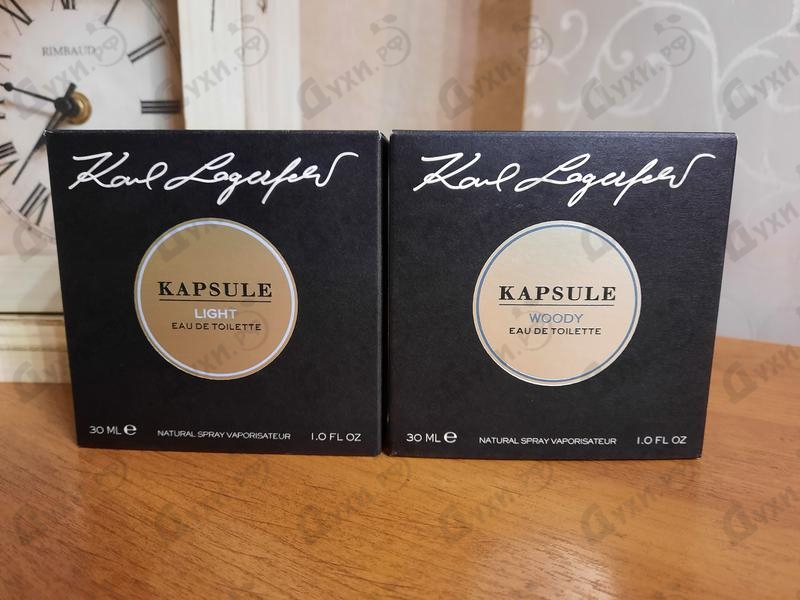 RIMBAUD
Karl Lagerfeld
KAPSULE
LIGHT
EAU DE TOILETTE
30 ML e NATURAL SPRAY VAPORISATEUR 1.0 FL OZ
Karl Lagerfeld
KAPSULE
WOODY
EAU DE TOILETTE
30 ML e NATURAL SPRAY VAPORISATEUR 1.0 FL OZ
Духи.рф